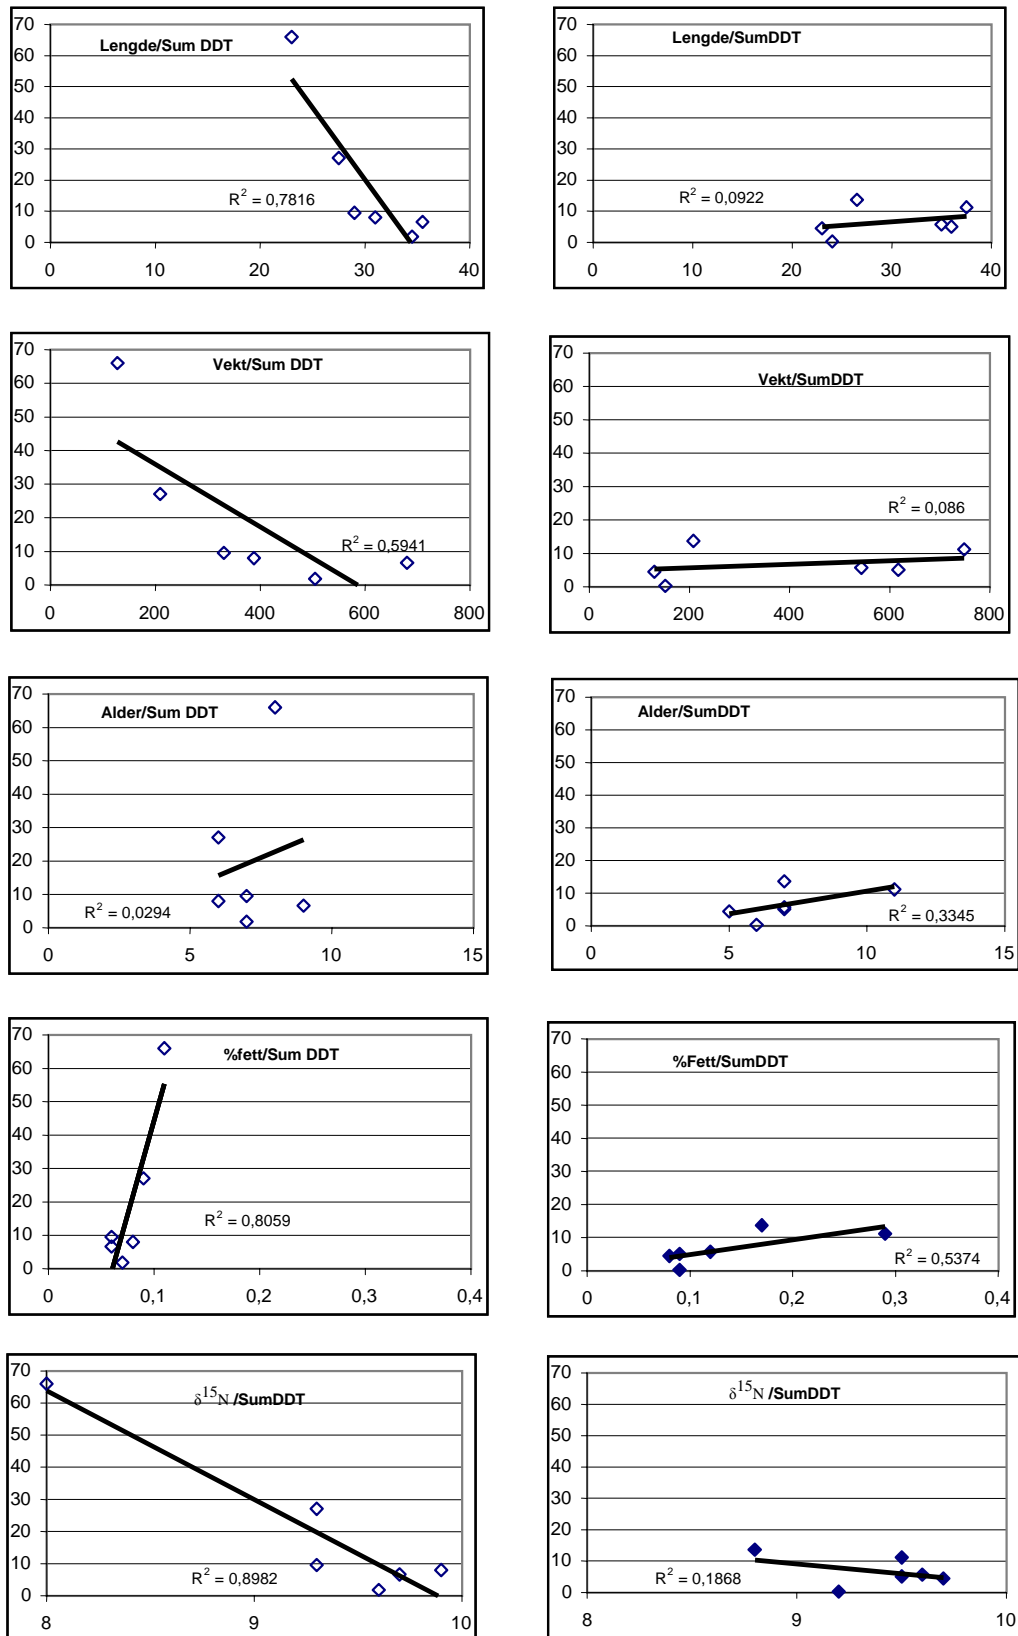 Lengde/Sum DDT
70
60
50
40
30
20
10
0
R² = 0,7816
0 10 20 30 40
Lengde/SumDDT
70
60
50
40
30
20
10
0
R² = 0,0922
0 10 20 30 40
Vekt/Sum DDT
70
60
50
40
30
20
10
0
R² = 0,5941
0 200 400 600 800
Vekt/SumDDT
70
60
50
40
30
20
10
0
R² = 0,086
0 200 400 600 800
Alder/Sum DDT
70
60
50
40
30
20
10
0
R² = 0,0294
0 5 10 15
Alder/SumDDT
70
60
50
40
30
20
10
0
R² = 0,3345
0 5 10 15
%fett/Sum DDT
70
60
50
40
30
20
10
0
R² = 0,8059
0 0,1 0,2 0,3 0,4
%Fett/SumDDT
70
60
50
40
30
20
10
0
R² = 0,5374
0 0,1 0,2 0,3 0,4
δ¹⁵N /SumDDT
70
60
50
40
30
20
10
0
R² = 0,8982
8 9 10
δ¹⁵N /SumDDT
70
60
50
40
30
20
10
0
R² = 0,1868
8 9 10